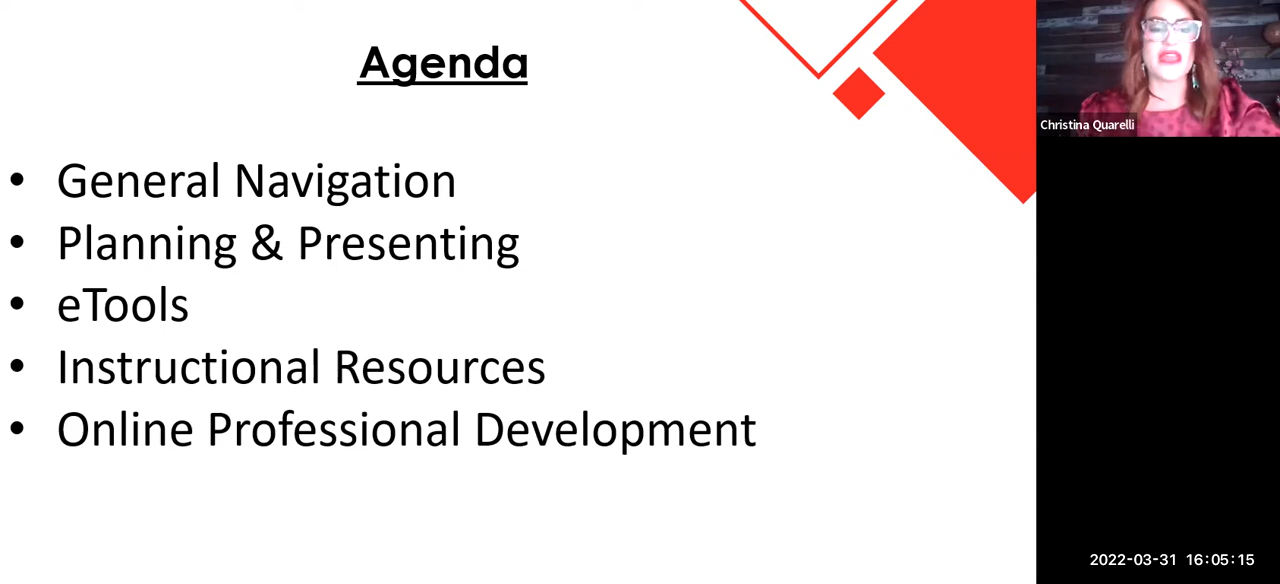 Agenda
• General Navigation
• Planning & Presenting
• eTools
• Instructional Resources
• Online Professional Development
Christina Quarelli
2022-03-31 16:05:15